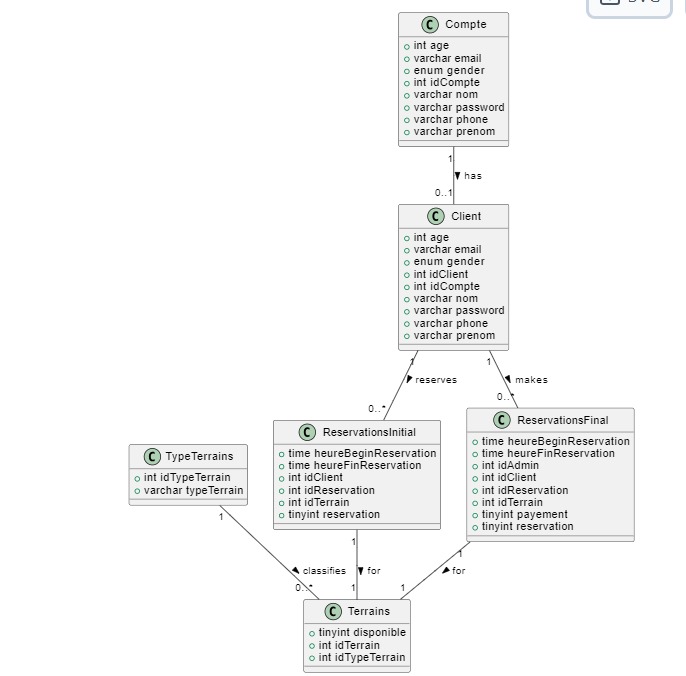 C Compte
int age
varchar email
enum gender
int idCompte
varchar nom
varchar password
varchar phone
varchar prenom
1
has
0..1
C Client
int age
varchar email
enum gender
int idClient
int idCompte
varchar nom
varchar password
varchar phone
varchar prenom
1
reserves
0..*
1
makes
0..*
C TypeTerrains
int idTypeTerrain
varchar typeTerrain
C ReservationsInitial
time heureBeginReservation
time heureFinReservation
int idClient
int idReservation
int idTerrain
tinyint reservation
C ReservationsFinal
time heureBeginReservation
time heureFinReservation
int idAdmin
int idClient
int idReservation
int idTerrain
tinyint payement
tinyint reservation
1
classifies
0..*
1
for
1
1
for
1
C Terrains
tinyint disponible
int idTerrain
int idTypeTerrain